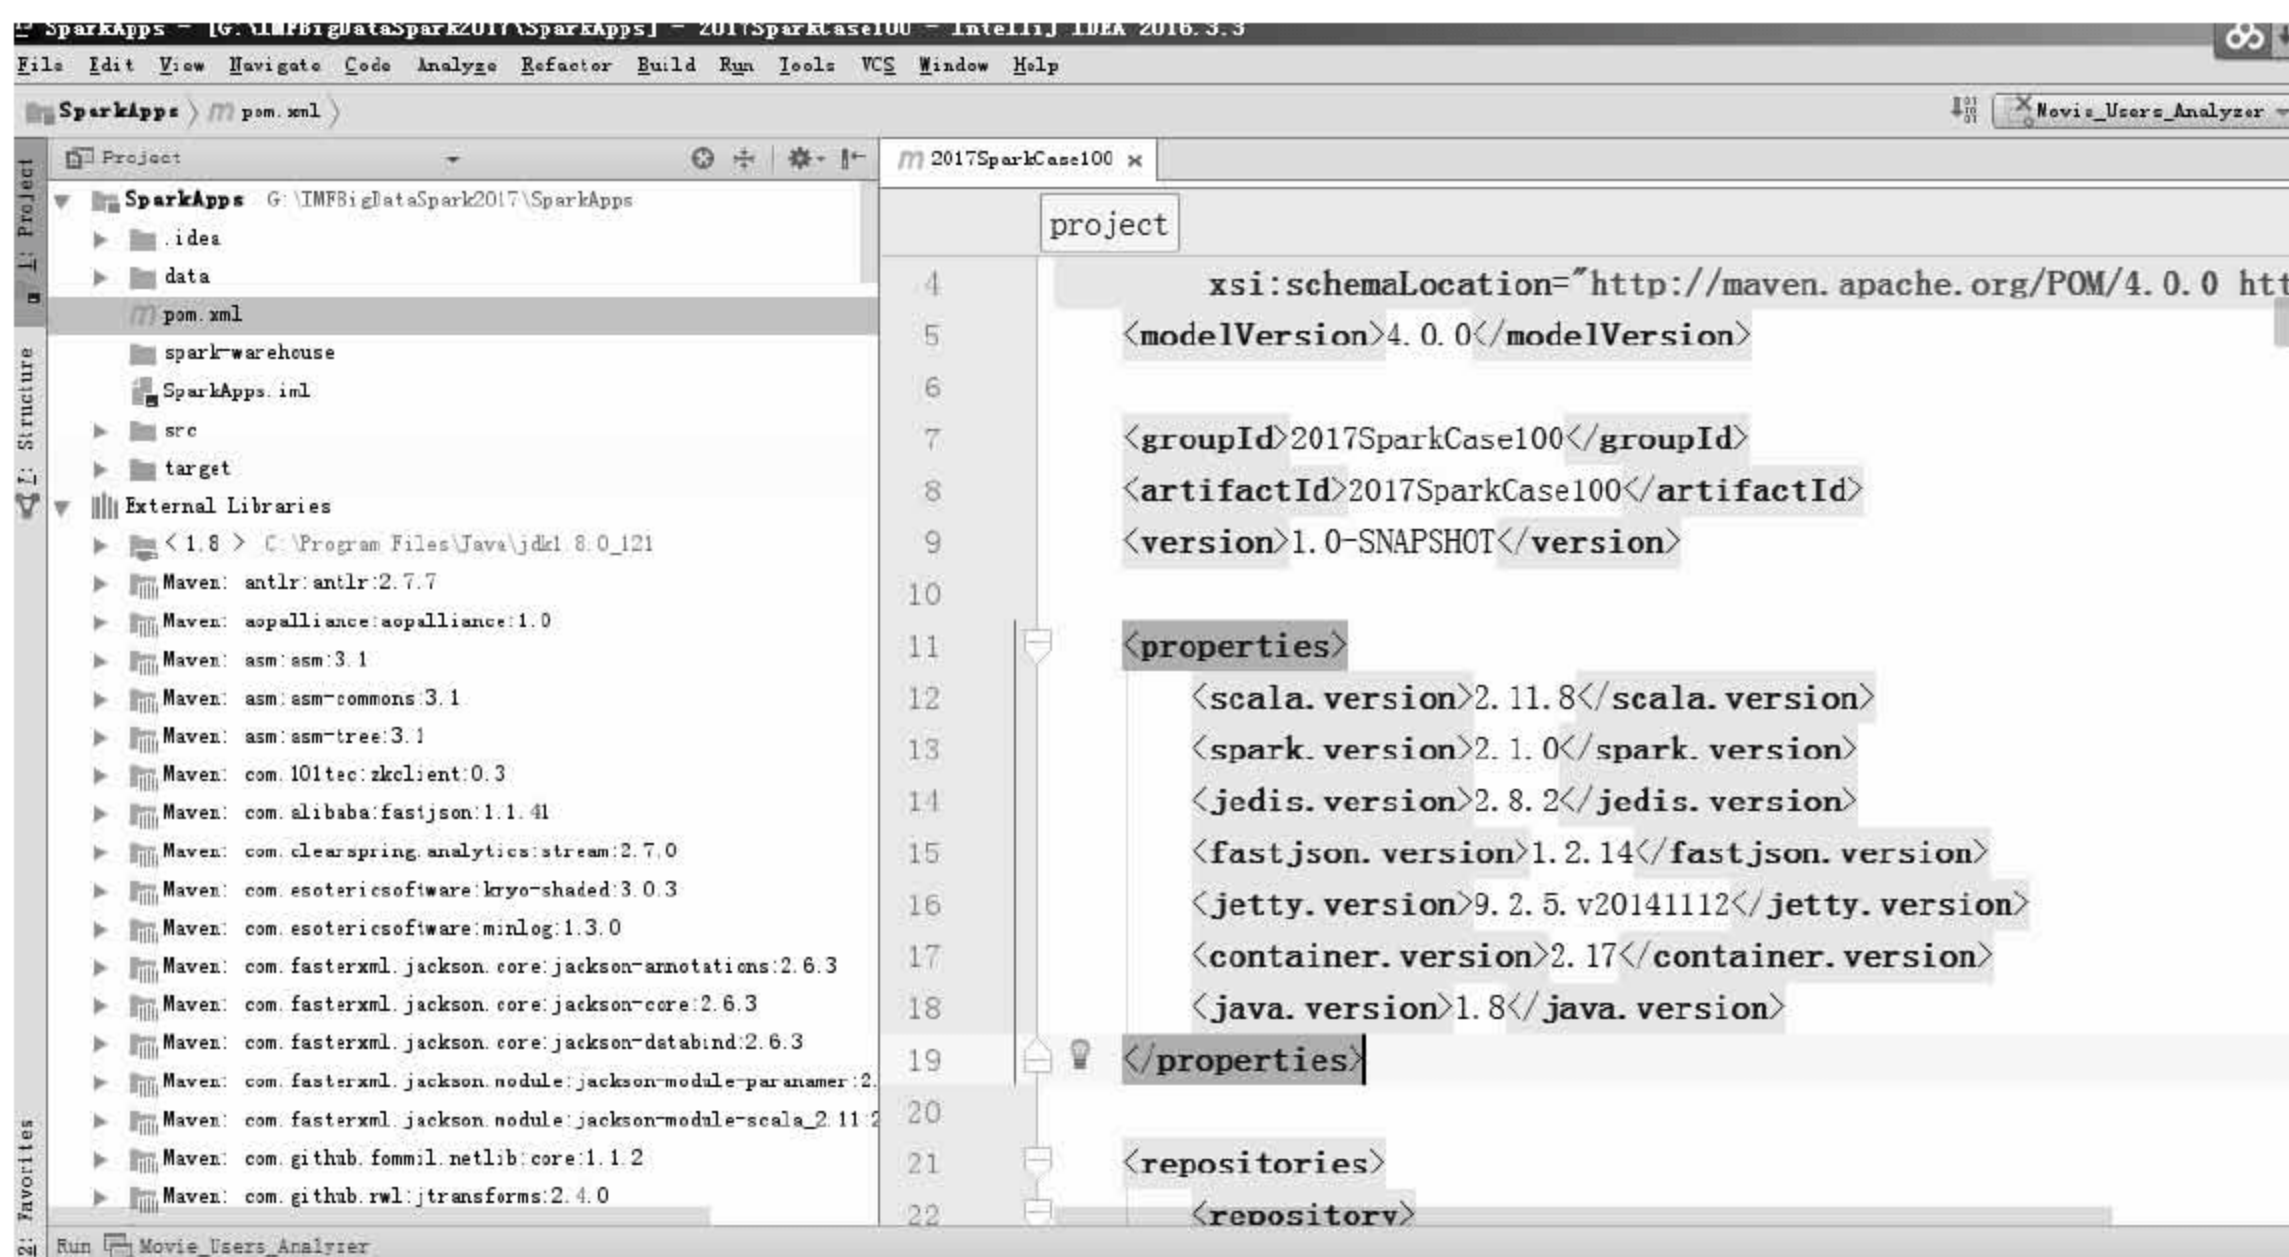 SparkApps - [G:\IMFBigDataSpark2017\SparkApps] - 2017SparkCase100 - IntelliJ IDEA 2016.3.3
File Edit View Navigate Code Analyze Refactor Build Run Tools VCS Window Help
SparkApps pom.xml
Movie_Users_Analyzer
1: Project
Z: Structure
2: Favorites
Project
SparkApps G:\IMFBigDataSpark2017\SparkApps
.idea
data
pom.xml
spark-warehouse
SparkApps.iml
src
target
External Libraries
< 1.8 > C:\Program Files\Java\jdk1.8.0_121
Maven: antlr:antlr:2.7.7
Maven: aopalliance:aopalliance:1.0
Maven: asm:asm:3.1
Maven: asm:asm-commons:3.1
Maven: asm:asm-tree:3.1
Maven: com.101tec:zkclient:0.3
Maven: com.alibaba:fastjson:1.1.41
Maven: com.clearspring.analytics:stream:2.7.0
Maven: com.esotericsoftware:kryo-shaded:3.0.3
Maven: com.esotericsoftware:minlog:1.3.0
Maven: com.fasterxml.jackson.core:jackson-annotations:2.6.3
Maven: com.fasterxml.jackson.core:jackson-core:2.6.3
Maven: com.fasterxml.jackson.core:jackson-databind:2.6.3
Maven: com.fasterxml.jackson.module:jackson-module-paranamer:2.
Maven: com.fasterxml.jackson.module:jackson-module-scala_2.11:2
Maven: com.github.fommil.netlib:core:1.1.2
Maven: com.github.rwl:jtransforms:2.4.0
2017SparkCase100
project
4 xsi:schemaLocation="http://maven.apache.org/POM/4.0.0 htt
5 <modelVersion>4.0.0</modelVersion>
6
7 <groupId>2017SparkCase100</groupId>
8 <artifactId>2017SparkCase100</artifactId>
9 <version>1.0-SNAPSHOT</version>
10
11 <properties>
12 <scala.version>2.11.8</scala.version>
13 <spark.version>2.1.0</spark.version>
14 <jedis.version>2.8.2</jedis.version>
15 <fastjson.version>1.2.14</fastjson.version>
16 <jetty.version>9.2.5.v20141112</jetty.version>
17 <container.version>2.17</container.version>
18 <java.version>1.8</java.version>
19 </properties>
20
21 <repositories>
22 <repository>
Run Movie_Users_Analyzer